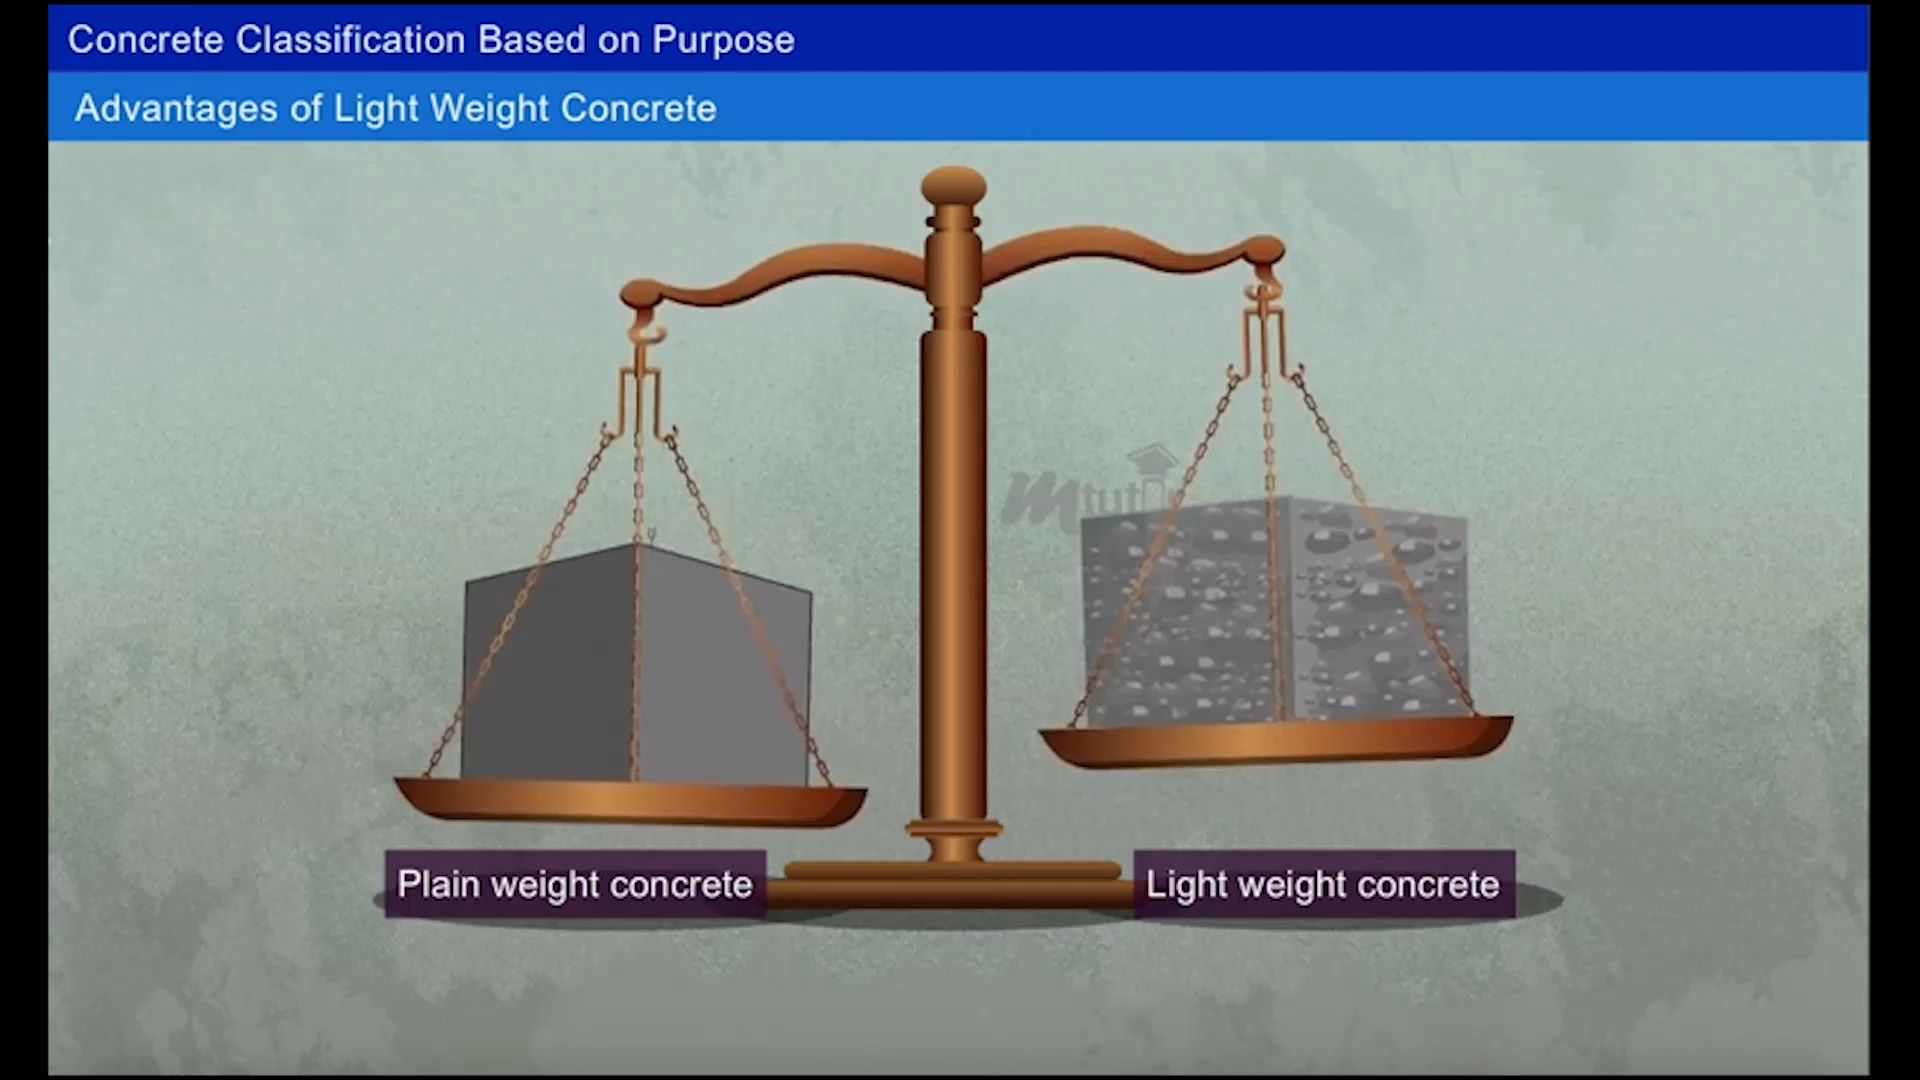 Concrete Classification Based on Purpose
Advantages of Light Weight Concrete
Plain weight concrete
Light weight concrete